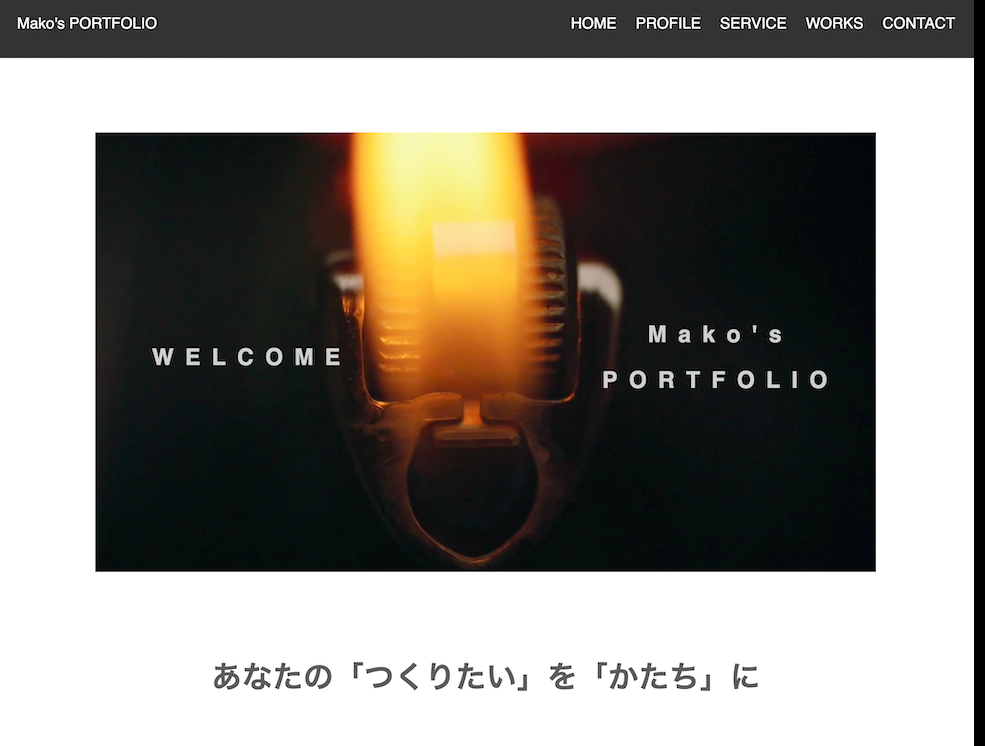 Mako's PORTFOLIO
HOME PROFILE SERVICE WORKS CONTACT
WELCOME
Mako's
PORTFOLIO
あなたの「つくりたい」を「かたち」に